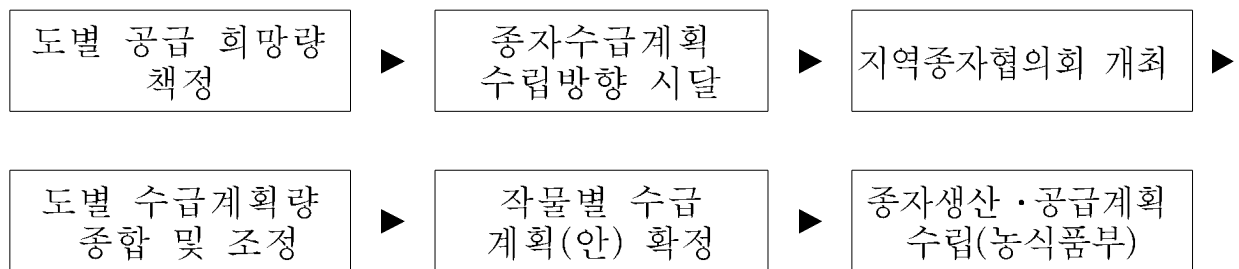 도별 공급 희망량
책정
▶
종자수급계획
수립방향 시달
▶
지역종자협의회 개최
▶
도별 수급계획량
종합 및 조정
▶
작물별 수급
계획(안) 확정
▶
종자생산·공급계획
수립(농식품부)